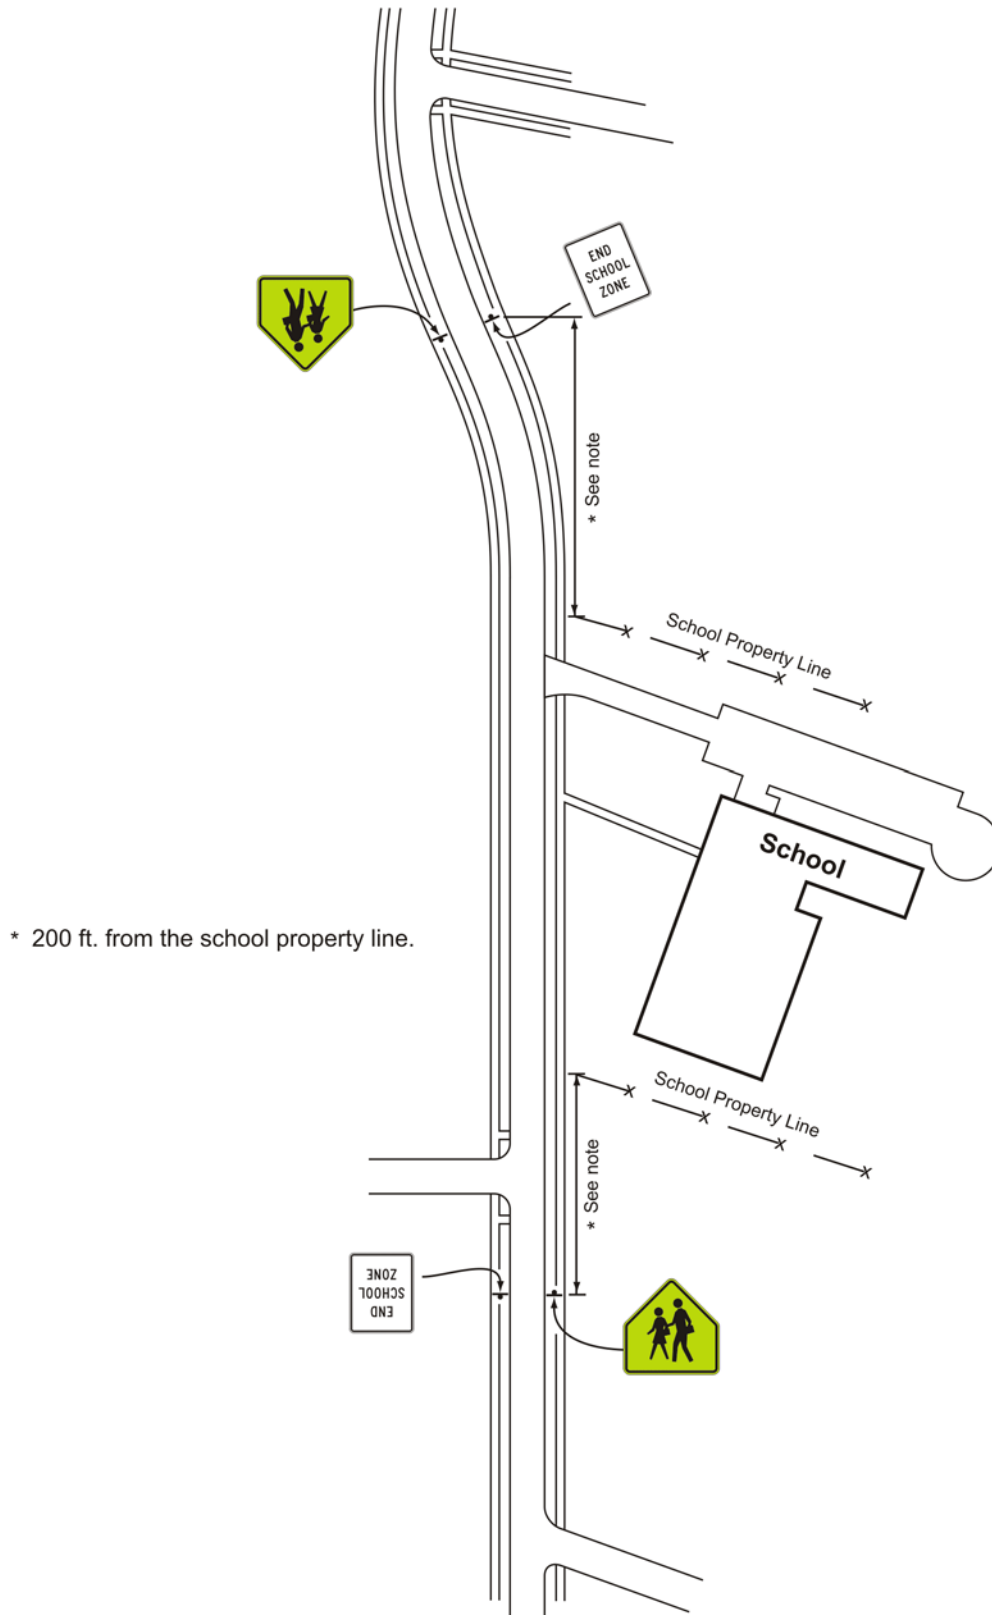 END
SCHOOL
ZONE
* See note
School Property Line
School
* 200 ft. from the school property line.
School Property Line
* See note
END
SCHOOL
ZONE